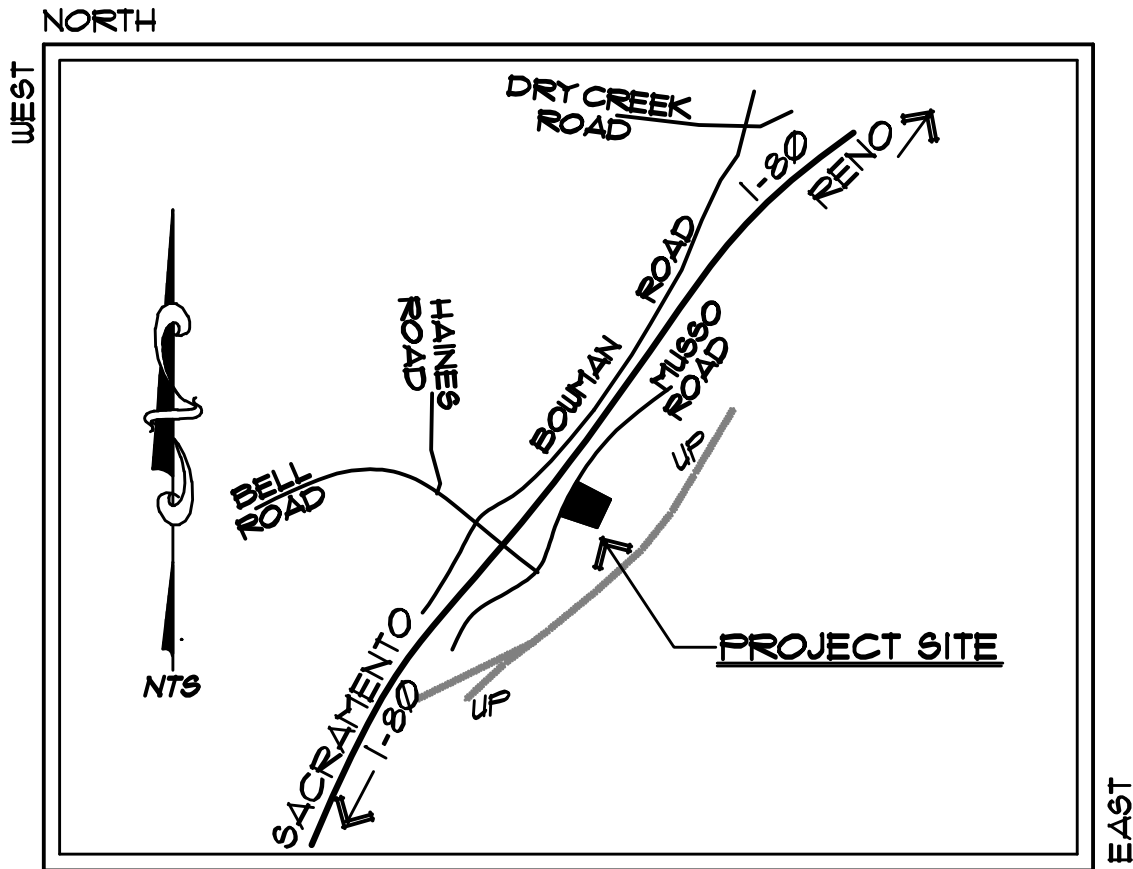 NORTH
WEST
DRY CREEK
ROAD
I-80
RENO
BOWMAN ROAD
MUSSO
ROAD
HAINES
ROAD
UP
BELL
ROAD
PROJECT SITE
NTS
SACRAMENTO
I-80
UP
EAST